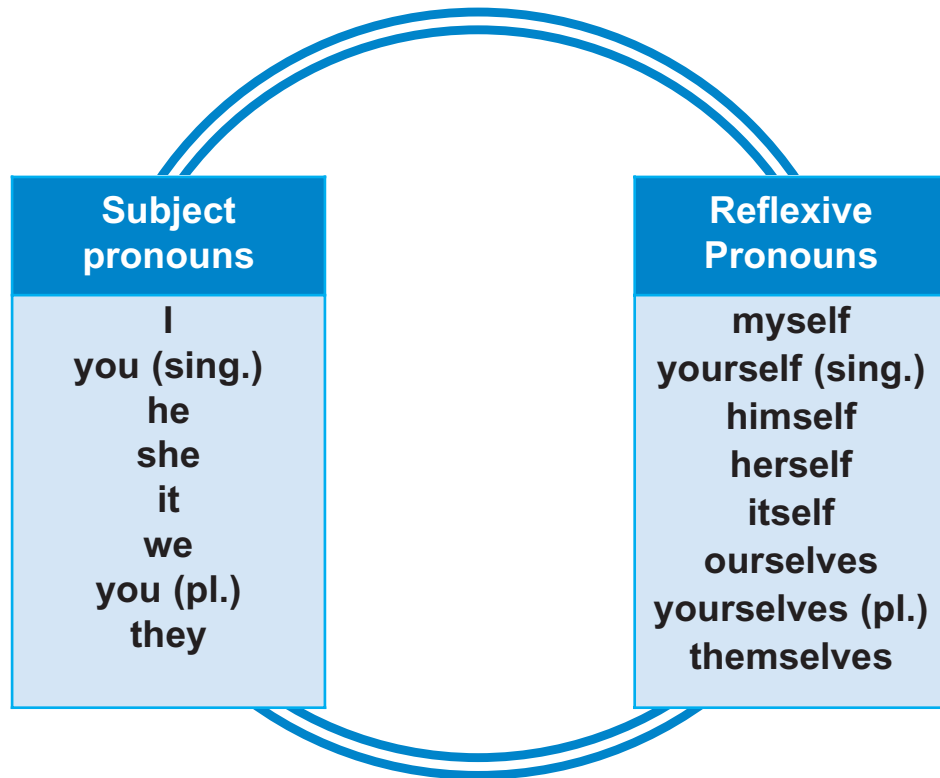 Subject
pronouns
I
you (sing.)
he
she
it
we
you (pl.)
they
Reflexive
Pronouns
myself
yourself (sing.)
himself
herself
itself
ourselves
yourselves (pl.)
themselves